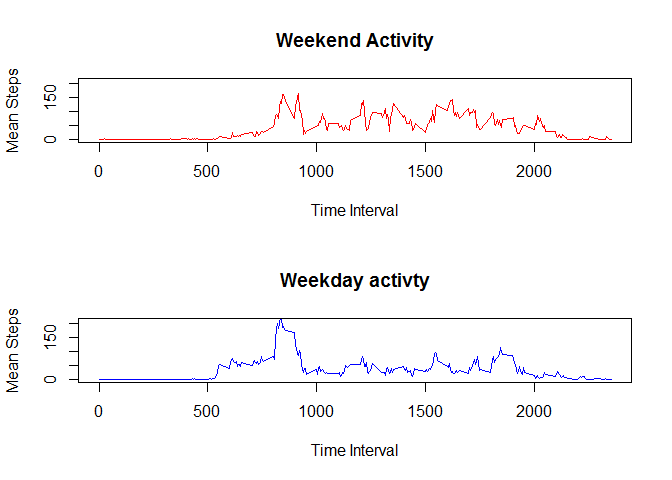 Weekend Activity
Mean Steps
150
0
0 500 1000 1500 2000
Time Interval
Weekday activty
Mean Steps
150
0
0 500 1000 1500 2000
Time Interval